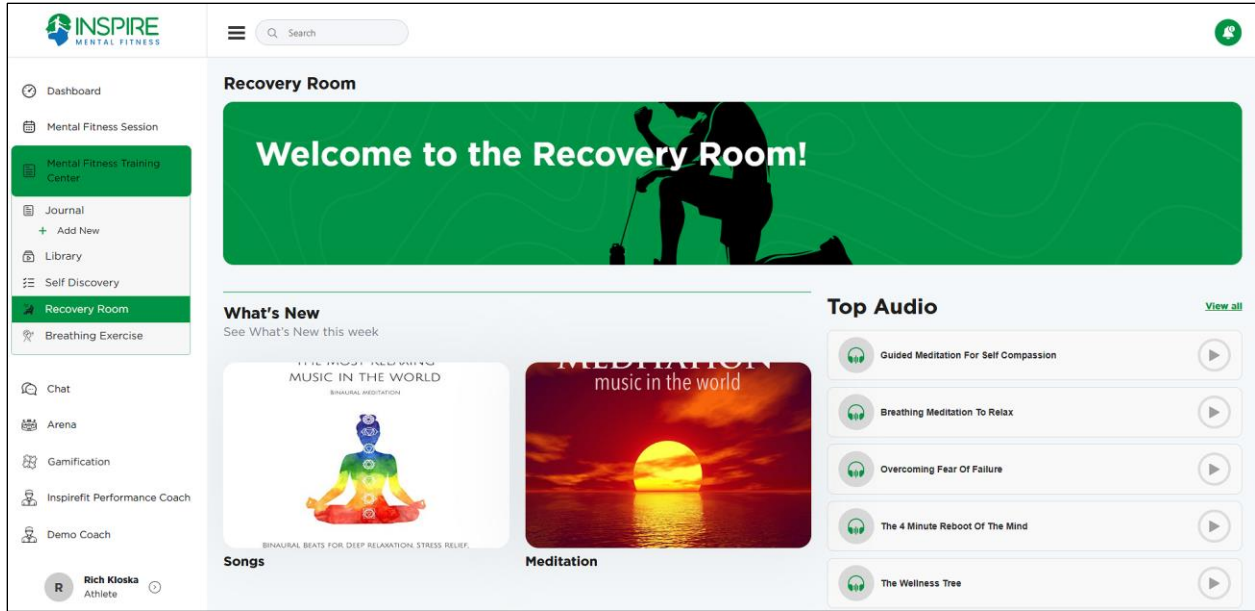 INSPIRE
MENTAL FITNESS
Search
Dashboard
Mental Fitness Session
Mental Fitness Training
Center
Journal
+ Add New
Library
Self Discovery
Recovery Room
Breathing Exercise
Chat
Arena
Gamification
Inspirefit Performance Coach
Demo Coach
R
Rich Kloska
Athlete
Recovery Room
Welcome to the Recovery Room!
What's New
See What's New this week
THE MOST RELAXING
MUSIC IN THE WORLD
BINAURAL MEDITATION
BINAURAL BEATS FOR DEEP RELAXATION, STRESS RELIEF,
Songs
MEDITATION
music in the world
Meditation
Top Audio
View all
Guided Meditation For Self Compassion
Breathing Meditation To Relax
Overcoming Fear Of Failure
The 4 Minute Reboot Of The Mind
The Wellness Tree